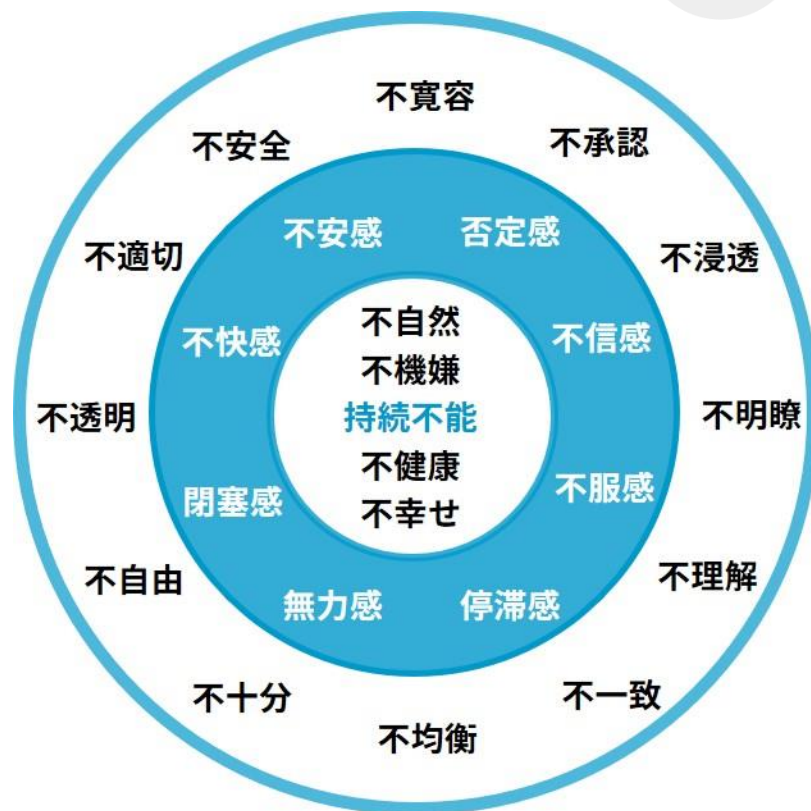 不寛容
不安全
不承認
不安感
否定感
不適切
不浸透
不快感
不自然
不信感
不機嫌
不透明
持続不能
不明瞭
不健康
閉塞感
不服感
不幸せ
不自由
不理解
無力感
停滞感
不十分
不一致
不均衡